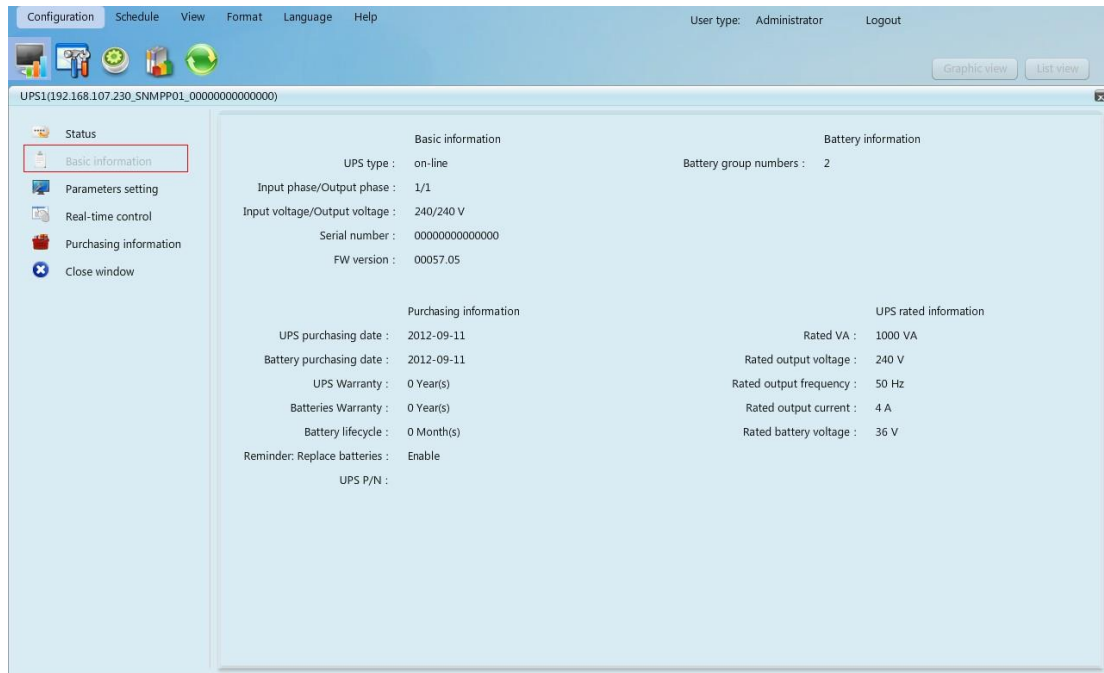 Configuration Schedule View Format Language Help User type: Administrator Logout
Graphic view List view
UPS1(192.168.107.230_SNMPP01_00000000000000)
Status
Basic information
Parameters setting
Real-time control
Purchasing information
Close window
Basic information
UPS type : on-line
Input phase/Output phase : 1/1
Input voltage/Output voltage : 240/240 V
Serial number : 00000000000000
FW version : 00057.05
Battery information
Battery group numbers : 2
Purchasing information
UPS purchasing date : 2012-09-11
Battery purchasing date : 2012-09-11
UPS Warranty : 0 Year(s)
Batteries Warranty : 0 Year(s)
Battery lifecycle : 0 Month(s)
Reminder: Replace batteries : Enable
UPS P/N :
UPS rated information
Rated VA : 1000 VA
Rated output voltage : 240 V
Rated output frequency : 50 Hz
Rated output current : 4 A
Rated battery voltage : 36 V